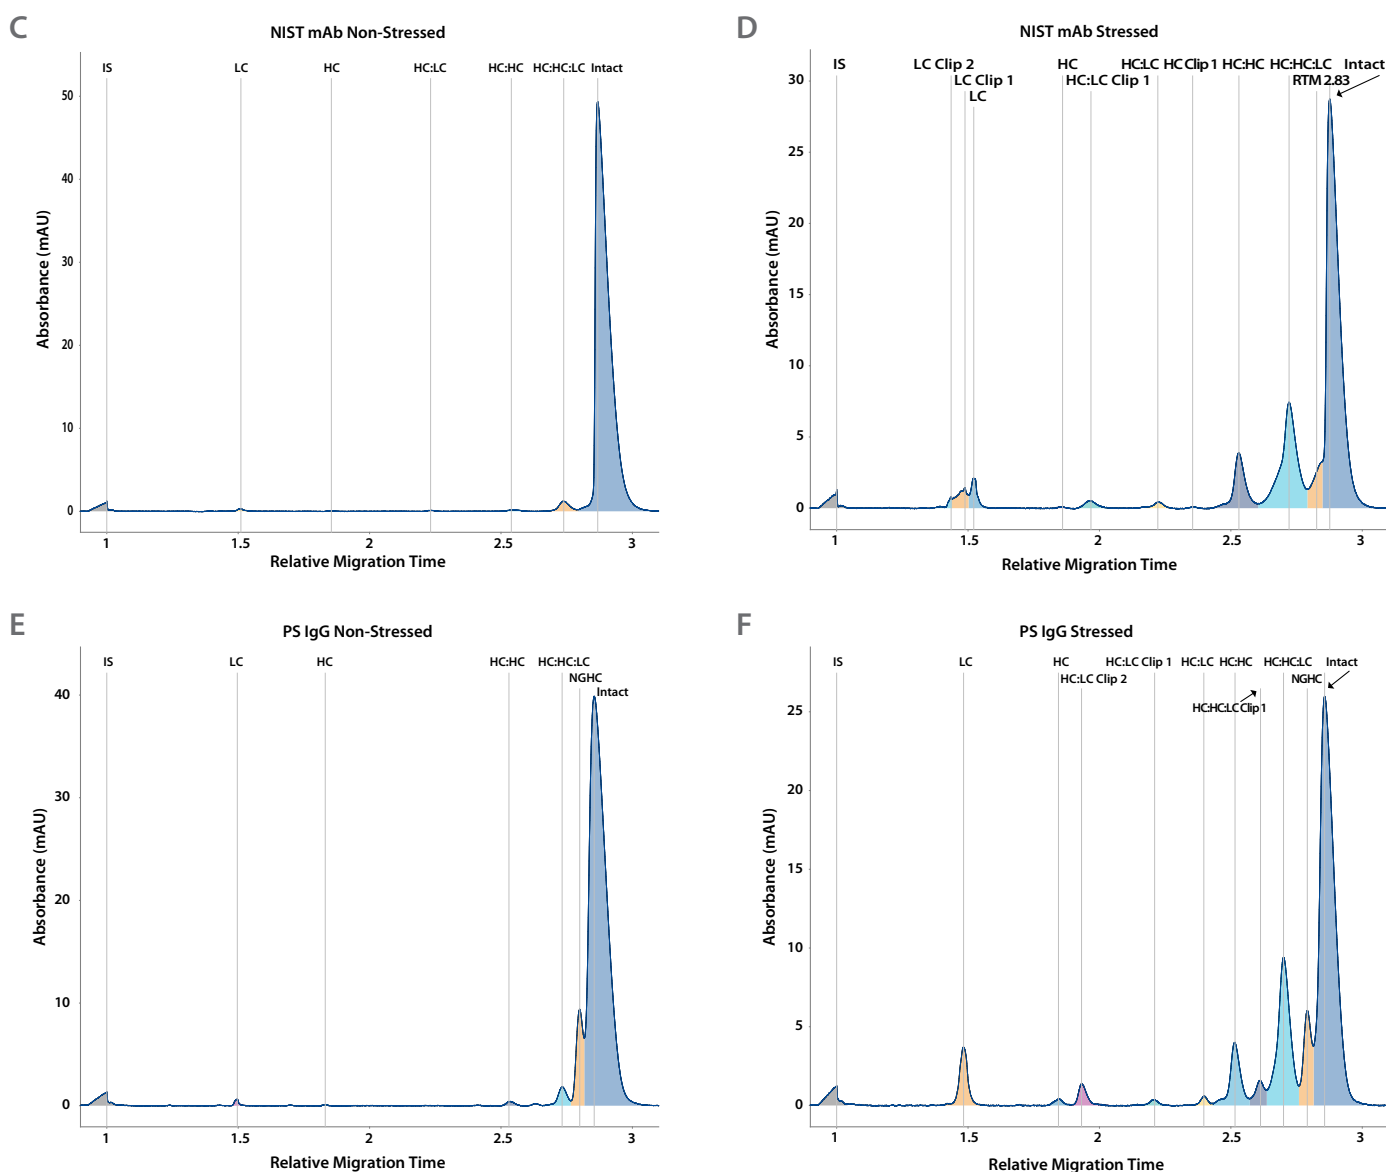 C
NIST mAb Non-Stressed
IS LC HC HC:LC HC:HC HC:HC:LC Intact
50
40
30
20
10
0
Absorbance (mAU)
1 1.5 2 2.5 3
Relative Migration Time
D
NIST mAb Stressed
IS LC Clip 2 HC HC:LC HC Clip 1 HC:HC HC:HC:LC Intact
LC Clip 1 HC:LC Clip 1 RTM 2.83
LC
30
25
20
15
10
5
0
Absorbance (mAU)
1 1.5 2 2.5 3
Relative Migration Time
E
PS IgG Non-Stressed
IS LC HC HC:HC HC:HC:LC
NGHC
Intact
40
30
20
10
0
Absorbance (mAU)
1 1.5 2 2.5 3
Relative Migration Time
F
PS IgG Stressed
IS LC HC HC:LC Clip 1 HC:LC HC:HC HC:HC:LC Intact
HC:LC Clip 2 NGHC
HC:HC:LC Clip 1
25
20
15
10
5
0
Absorbance (mAU)
1 1.5 2 2.5 3
Relative Migration Time